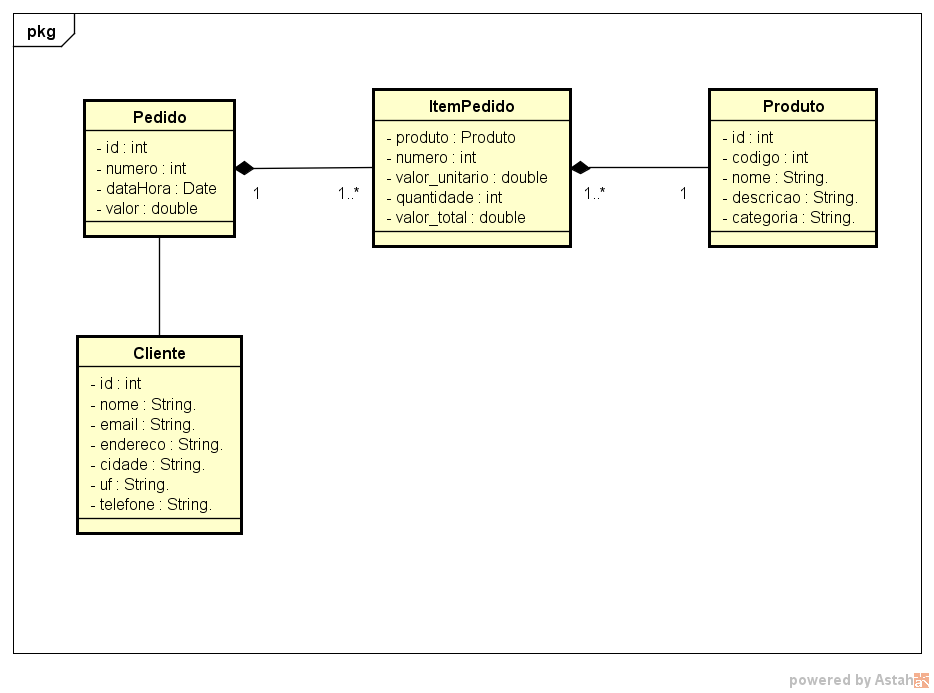 pkg
Pedido
- id : int
- numero : int
- dataHora : Date
- valor : double
1
1..*
ItemPedido
- produto : Produto
- numero : int
- valor_unitario : double
- quantidade : int
- valor_total : double
1..*
1
Produto
- id : int
- codigo : int
- nome : String.
- descricao : String.
- categoria : String.
Cliente
- id : int
- nome : String.
- email : String.
- endereco : String.
- cidade : String.
- uf : String.
- telefone : String.
powered by Astah